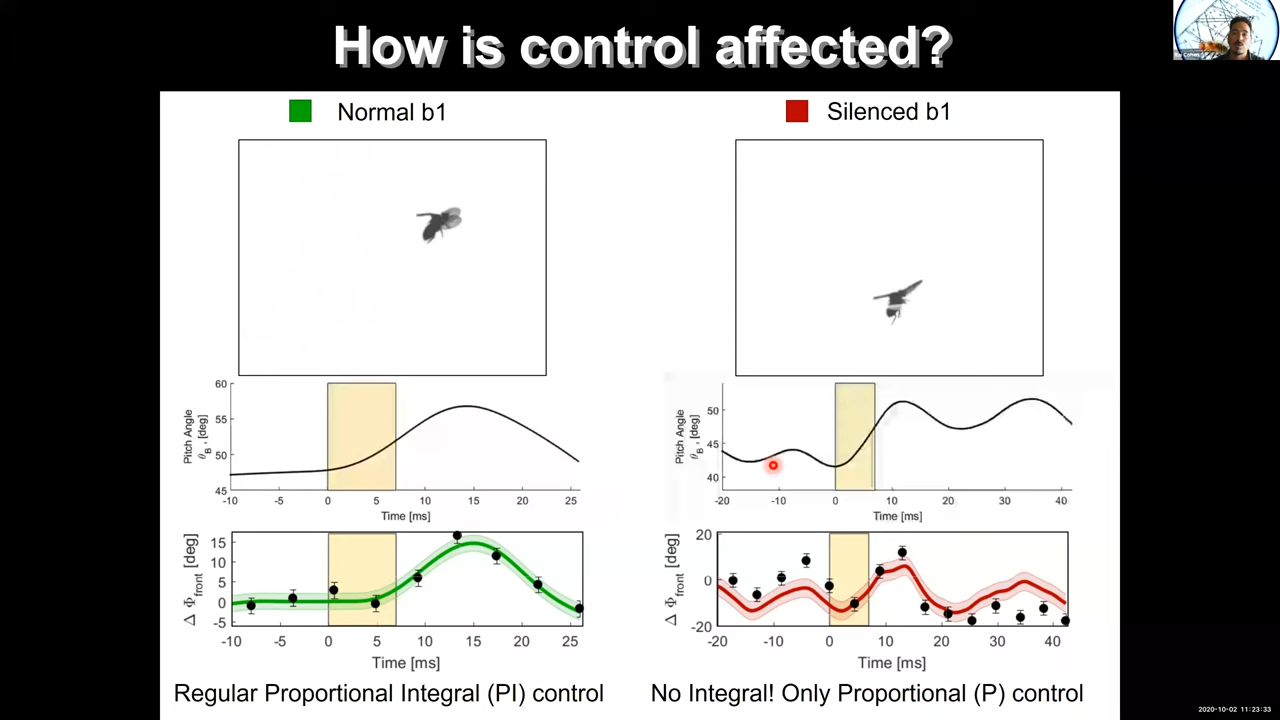 How is control affected?
Normal b1
Silenced b1
Pitch Angle
θB, [deg]
60
55
50
45
-10 -5 0 5 10 15 20 25
Time [ms]
Pitch Angle
θB, [deg]
50
45
40
-20 -10 0 10 20 30 40
Time [ms]
Δ Φfront [deg]
15
10
5
0
-5
-10 -5 0 5 10 15 20 25
Time [ms]
Δ Φfront [deg]
20
0
-20
-20 -10 0 10 20 30 40
Time [ms]
Regular Proportional Integral (PI) control
No Integral! Only Proportional (P) control
2020-10-02 11:23:33